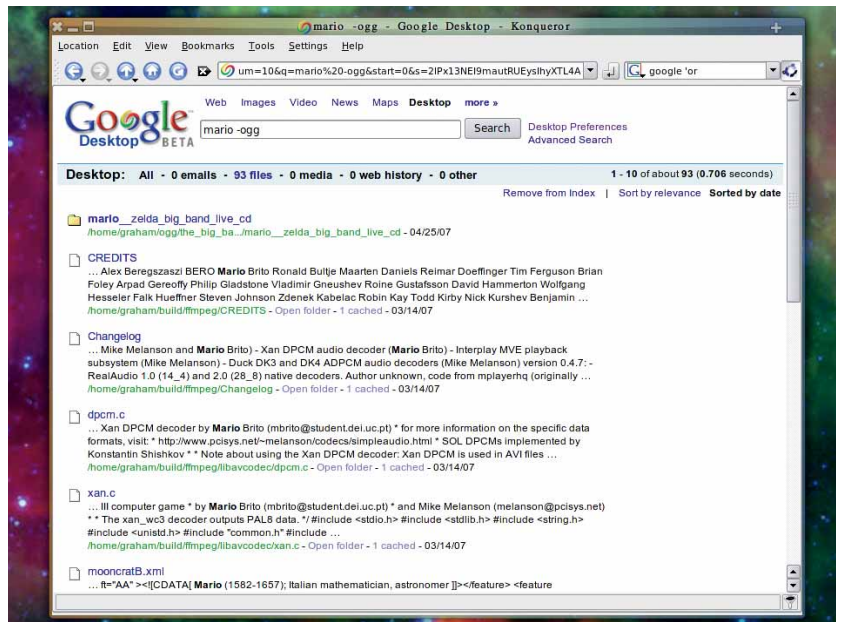 mario -ogg - Google Desktop - Konqueror
Location Edit View Bookmarks Tools Settings Help
um=10&q=mario%20-ogg&start=0&s=2IPx13NEI9mautRUEysIhyXTL4A google 'or
Web Images Video News Maps Desktop more »
Google Desktop BETA
mario -ogg Search Desktop Preferences
Advanced Search
Desktop: All - 0 emails - 93 files - 0 media - 0 web history - 0 other 1 - 10 of about 93 (0.706 seconds)
Remove from Index | Sort by relevance Sorted by date
mario__zelda_big_band_live_cd
/home/graham/ogg/the_big_ba.../mario__zelda_big_band_live_cd - 04/25/07
CREDITS
... Alex Beregszaszi BERO Mario Brito Ronald Bultje Maarten Daniels Reimar Doeffinger Tim Ferguson Brian
Foley Arpad Gereoffy Philip Gladstone Vladimir Gneushev Roine Gustafsson David Hammerton Wolfgang
Hesseler Falk Hueffner Steven Johnson Zdenek Kabelac Robin Kay Todd Kirby Nick Kurshev Benjamin ...
/home/graham/build/ffmpeg/CREDITS - Open folder - 1 cached - 03/14/07
Changelog
... Mike Melanson and Mario Brito) - Xan DPCM audio decoder (Mario Brito) - Interplay MVE playback
subsystem (Mike Melanson) - Duck DK3 and DK4 ADPCM audio decoders (Mike Melanson) version 0.4.7: -
RealAudio 1.0 (14_4) and 2.0 (28_8) native decoders. Author unknown, code from mplayerhq (originally ...
/home/graham/build/ffmpeg/Changelog - Open folder - 1 cached - 03/14/07
dpcm.c
... Xan DPCM decoder by Mario Brito (mbrito@student.dei.uc.pt) * for more information on the specific data
formats, visit: * http://www.pcisys.net/~melanson/codecs/simpleaudio.html * SOL DPCMs implemented by
Konstantin Shishkov * * Note about using the Xan DPCM decoder: Xan DPCM is used in AVI files ...
/home/graham/build/ffmpeg/libavcodec/dpcm.c - Open folder - 1 cached - 03/14/07
xan.c
... III computer game * by Mario Brito (mbrito@student.dei.uc.pt) * and Mike Melanson (melanson@pcisys.net)
* * The xan_wc3 decoder outputs PAL8 data. */ #include <stdio.h> #include <stdlib.h> #include <string.h>
#include <unistd.h> #include "common.h" #include ...
/home/graham/build/ffmpeg/libavcodec/xan.c - Open folder - 1 cached - 03/14/07
mooncratB.xml
... ft="AA" ><![CDATA[ Mario (1582-1657); Italian mathematician, astronomer ]]></feature> <feature